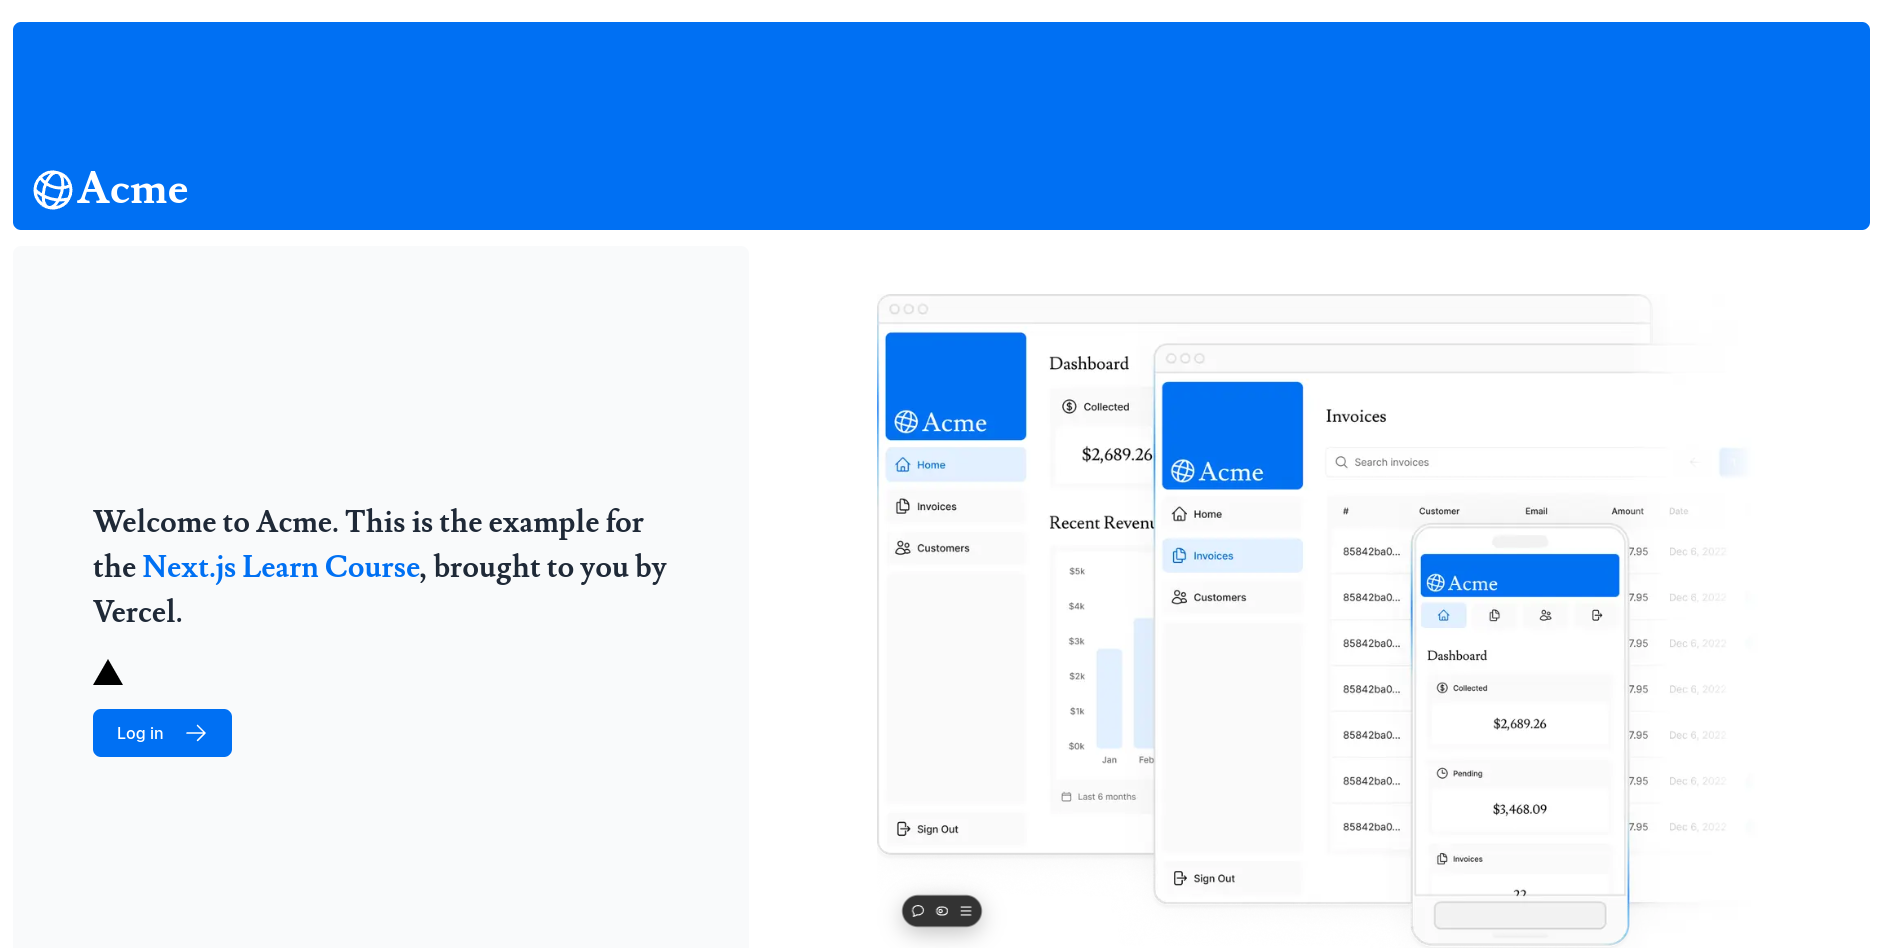 Acme
Welcome to Acme. This is the example for
the Next.js Learn Course, brought to you by
Vercel.
Log in
Acme
Home
Invoices
Customers
Sign Out
Dashboard
Collected
$2,689.26
Recent Revenu
$5k
$4k
$3k
$2k
$1k
$0k
Jan Feb
Last 6 months
Acme
Home
Invoices
Customers
Sign Out
Invoices
Search invoices
# Customer Email Amount Date
85842ba0... 7.95 Dec 6, 2022
85842ba0... 7.95 Dec 6, 2022
85842ba0... 7.95 Dec 6, 2022
85842ba0... 7.95 Dec 6, 2022
85842ba0... 7.95 Dec 6, 2022
85842ba0... 7.95 Dec 6, 2022
85842ba0... 7.95 Dec 6, 2022
Acme
Dashboard
Collected
$2,689.26
Pending
$3,468.09
Invoices
22